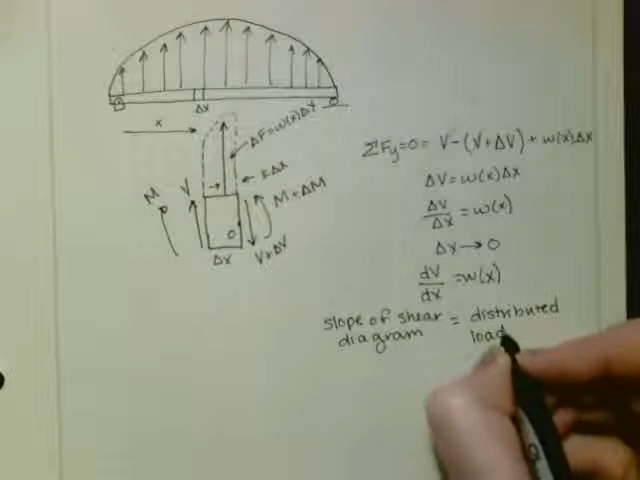 Δx
x
ΔF=w(x)Δx
kΔx
M
V
M+ΔM
O
Δx
V+ΔV
ΣFy=0= V-(V+ΔV)+w(x)Δx
ΔV=w(x)Δx
ΔV/Δx=w(x)
Δx→0
dV/dx=w(x)
slope of shear = distributed
diagram load